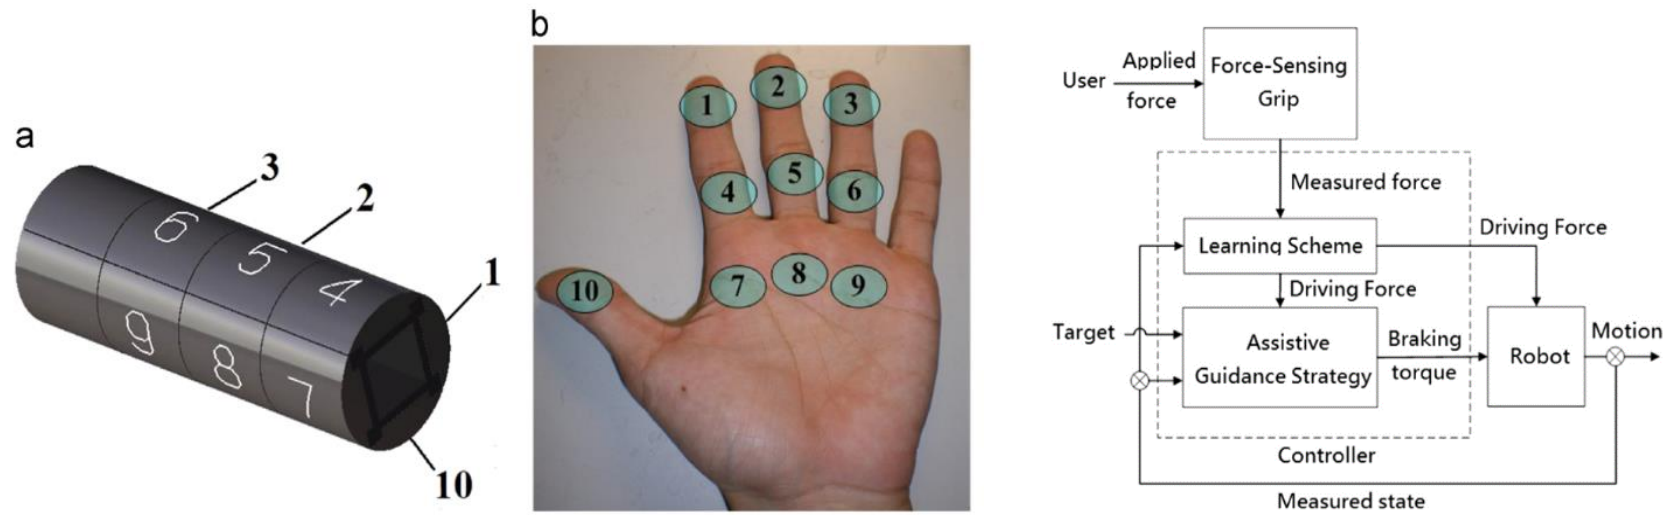 a
3
2
1
6
5
4
9
8
7
10
b
1
2
3
4
5
6
7
8
9
10
User
Applied
force
Force-Sensing
Grip
Measured force
Learning Scheme
Driving Force
Driving Force
Target
Assistive
Guidance Strategy
Braking
torque
Robot
Motion
Controller
Measured state